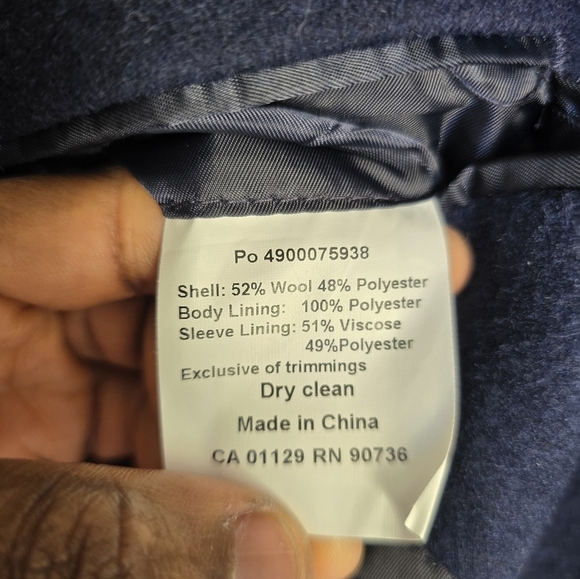 Po 4900075938
Shell: 52% Wool 48% Polyester
Body Lining: 100% Polyester
Sleeve Lining: 51% Viscose
49%Polyester
Exclusive of trimmings
Dry clean
Made in China
CA 01129 RN 90736